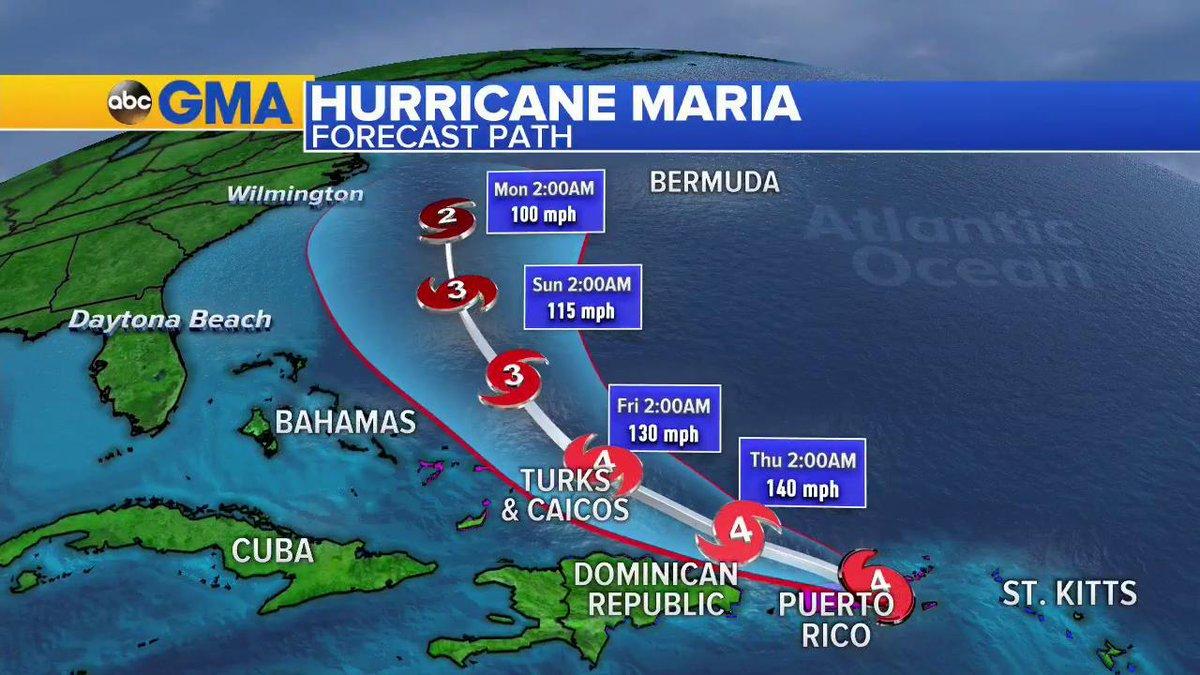 abc GMA
HURRICANE MARIA
FORECAST PATH
Wilmington
Mon 2:00AM
100 mph
BERMUDA
Atlantic
Ocean
2
3
Sun 2:00AM
115 mph
Daytona Beach
3
Fri 2:00AM
130 mph
BAHAMAS
Thu 2:00AM
140 mph
4
TURKS
& CAICOS
4
CUBA
DOMINICAN
REPUBLIC
4
PUERTO
RICO
ST. KITTS